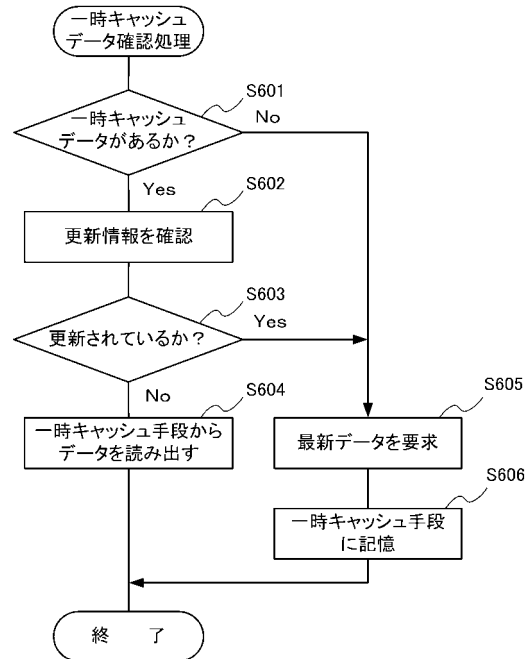 一時キャッシュ
データ確認処理
S601
一時キャッシュ
データがあるか？
No
Yes
S602
更新情報を確認
S603
更新されているか？
Yes
No
S604
一時キャッシュ手段から
データを読み出す
S605
最新データを要求
S606
一時キャッシュ手段
に記憶
終　了